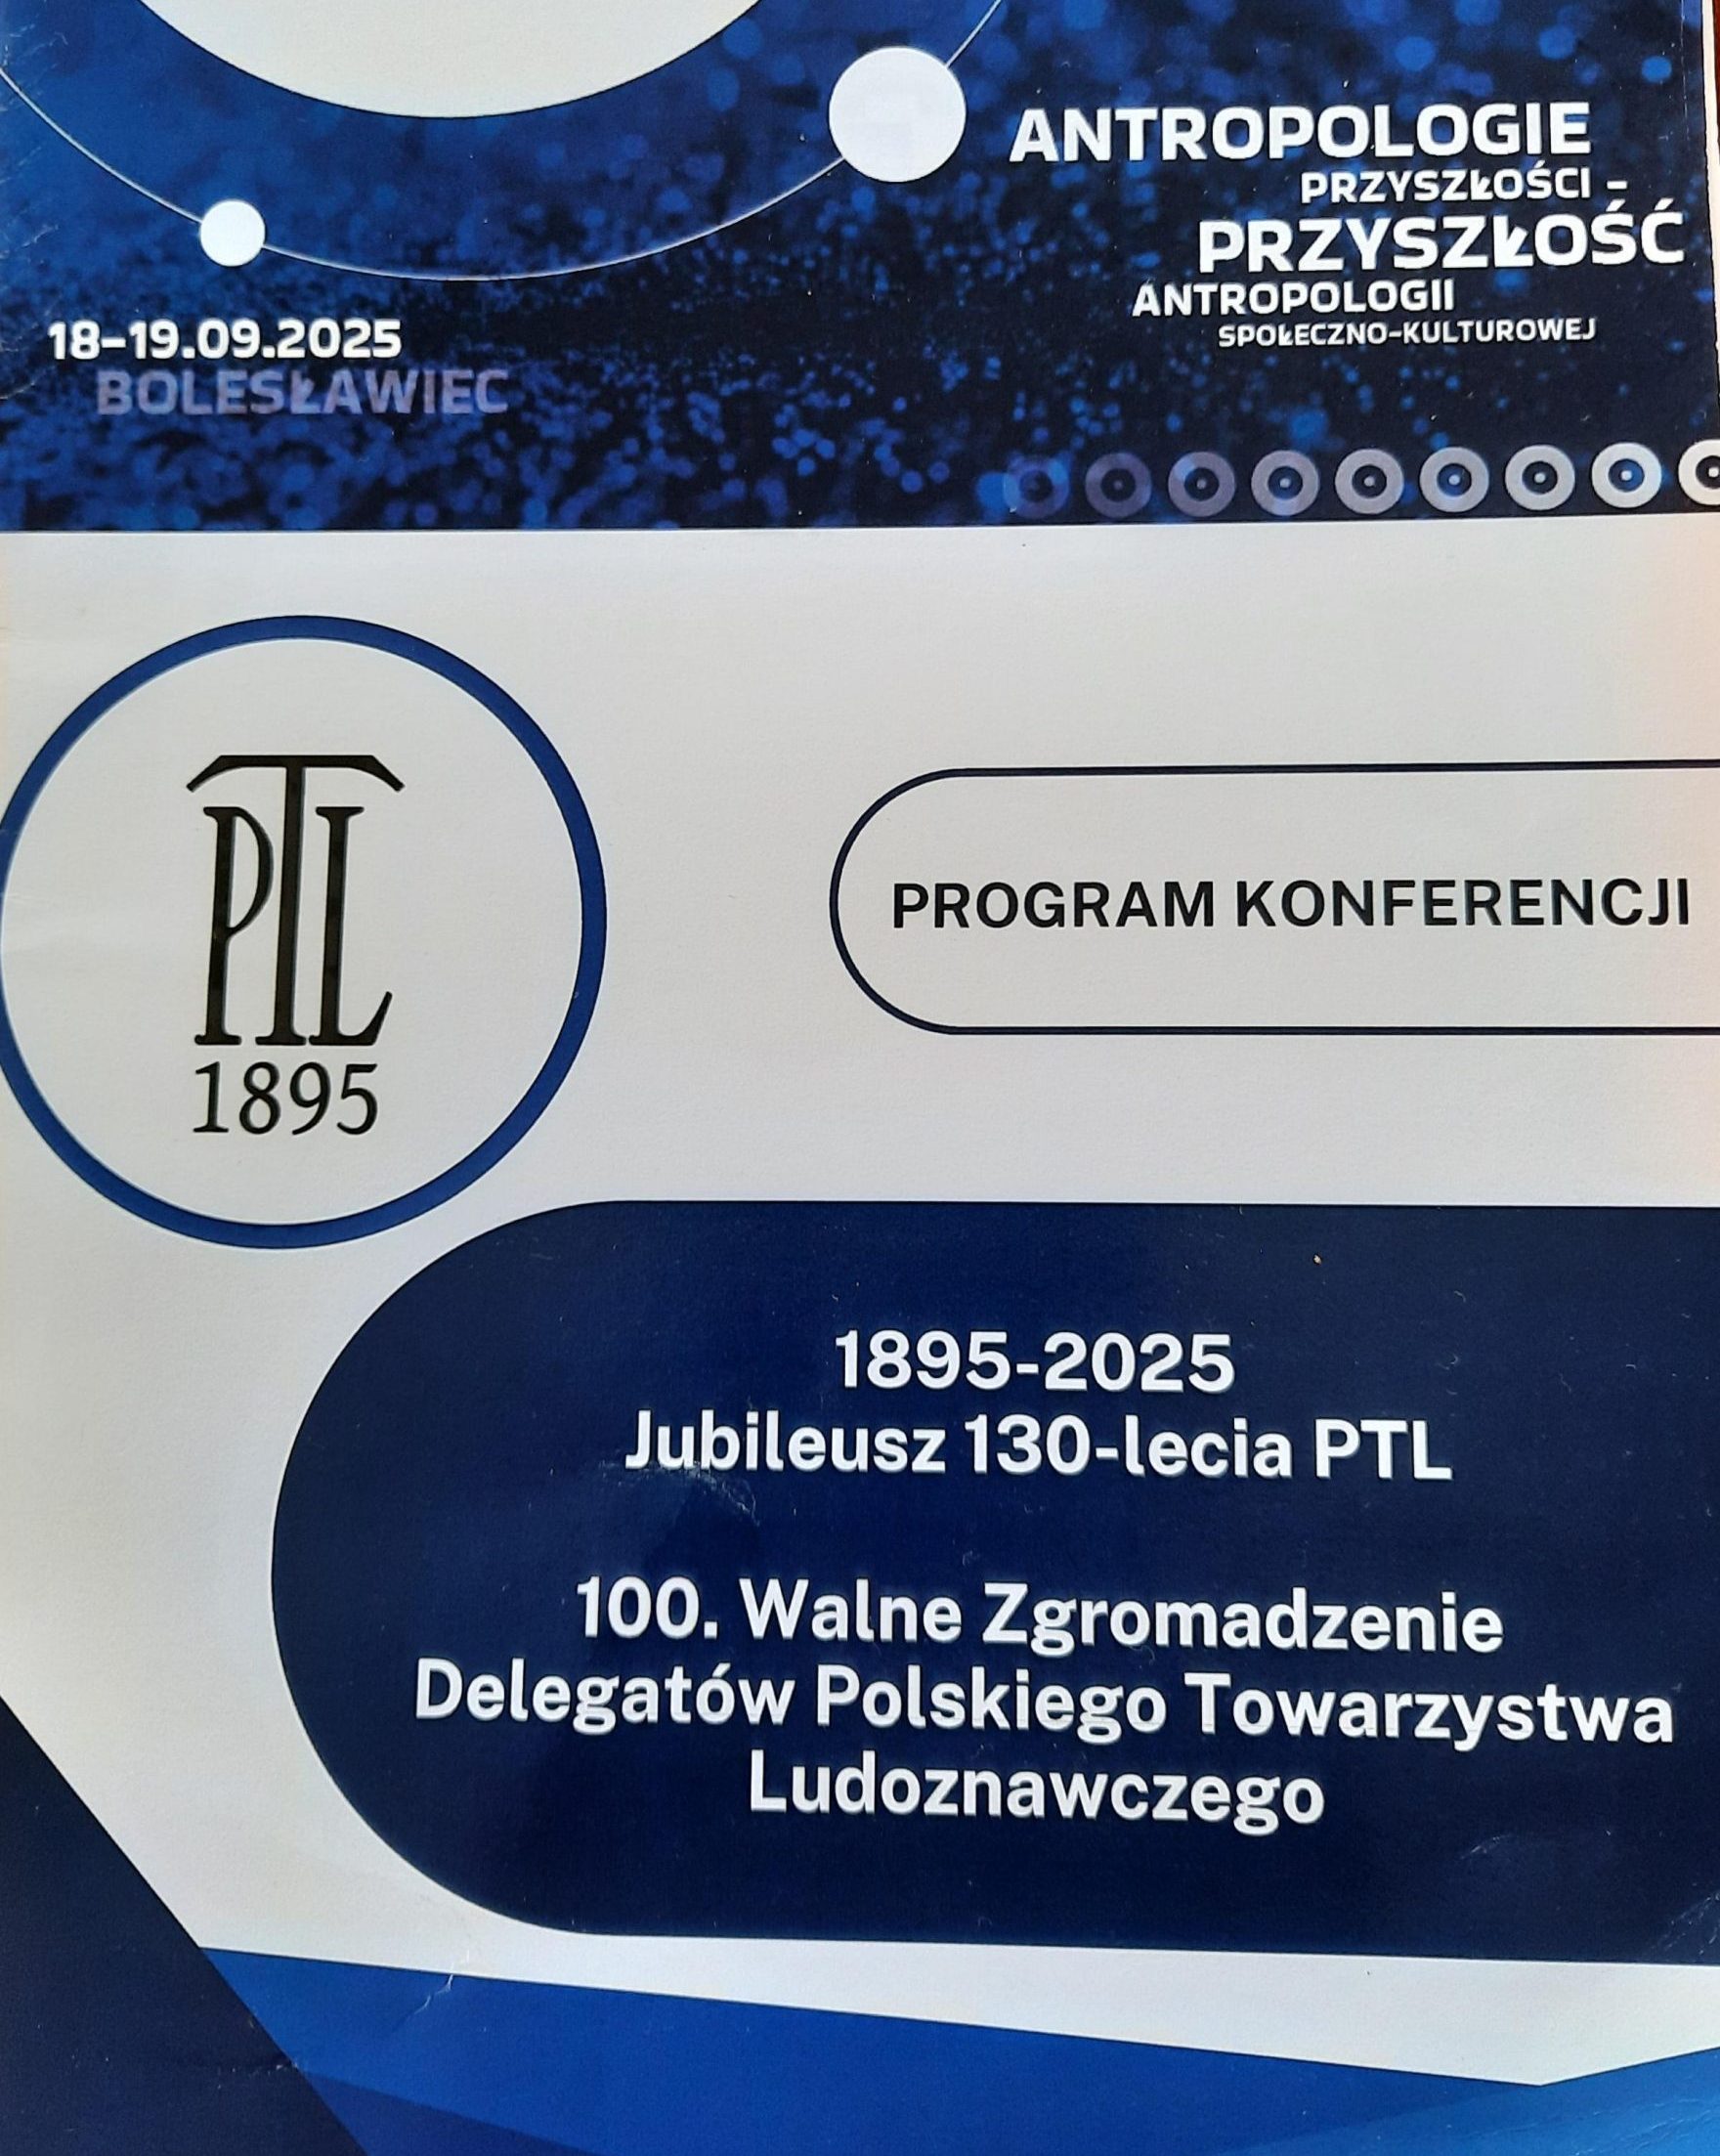 ANTROPOLOGIE
PRZYSZŁOŚCI –
PRZYSZŁOŚĆ
ANTROPOLOGII
SPOŁECZNO-KULTUROWEJ
18–19.09.2025
BOLESŁAWIEC
PTL
1895
PROGRAM KONFERENCJI
1895-2025
Jubileusz 130-lecia PTL
100. Walne Zgromadzenie
Delegatów Polskiego Towarzystwa
Ludoznawczego